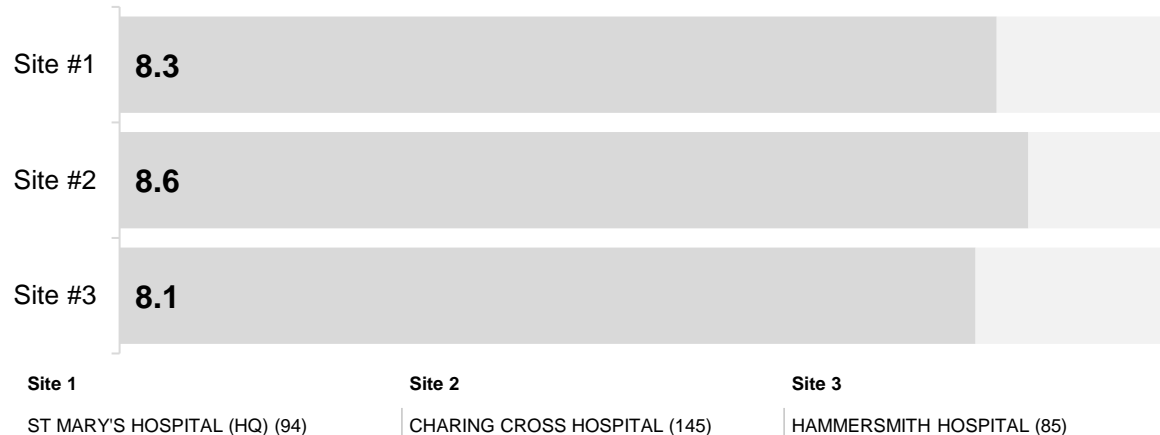 Site #1 8.3
Site #2 8.6
Site #3 8.1
Site 1 Site 2 Site 3
ST MARY'S HOSPITAL (HQ) (94) CHARING CROSS HOSPITAL (145) HAMMERSMITH HOSPITAL (85)